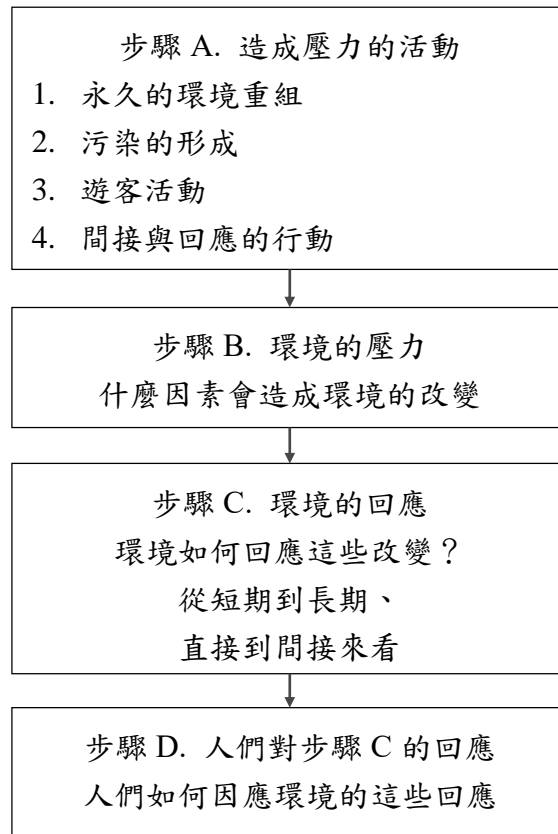 步驟 A. 造成壓力的活動
1. 永久的環境重組
2. 污染的形成
3. 遊客活動
4. 間接與回應的行動
步驟 B. 環境的壓力
什麼因素會造成環境的改變
步驟 C. 環境的回應
環境如何回應這些改變？
從短期到長期、
直接到間接來看
步驟 D. 人們對步驟 C 的回應
人們如何因應環境的這些回應